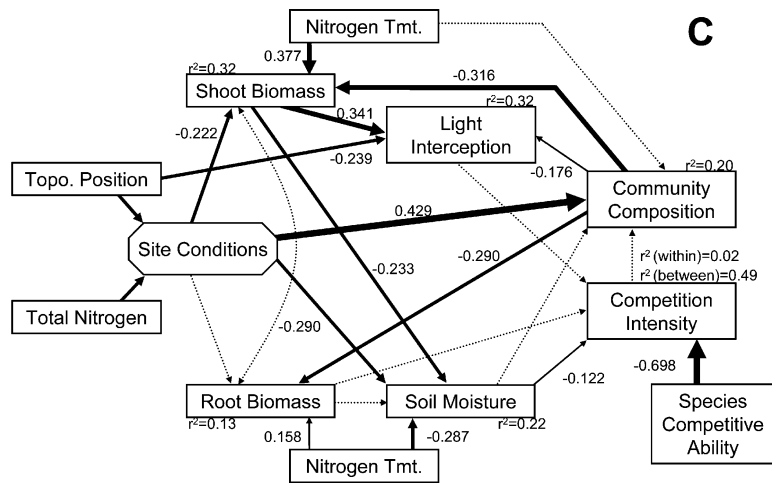 Nitrogen Tmt.
C
0.377
r²=0.32
-0.316
Shoot Biomass
0.341
r²=0.32
-0.222
Light
Interception
-0.239
-0.176
r²=0.20
Topo. Position
Community
Composition
0.429
Site Conditions
-0.290
r² (within)=0.02
-0.233
r² (between)=0.49
Total Nitrogen
-0.290
Competition
Intensity
-0.122
-0.698
Root Biomass
Soil Moisture
r²=0.13
r²=0.22
Species
Competitive
Ability
0.158
-0.287
Nitrogen Tmt.